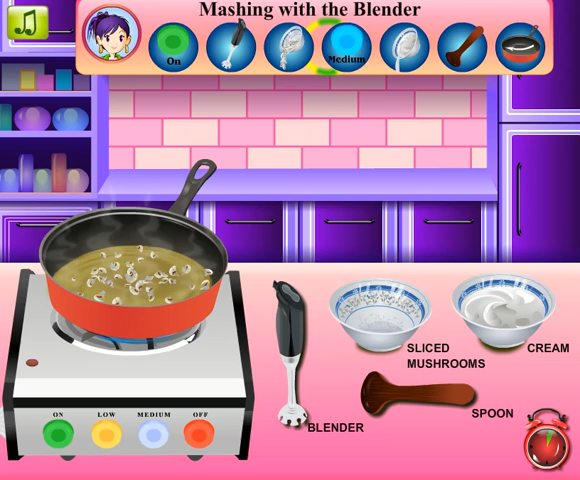 Mashing with the Blender
On
Medium
ON LOW MEDIUM OFF
SLICED
MUSHROOMS
CREAM
SPOON
BLENDER